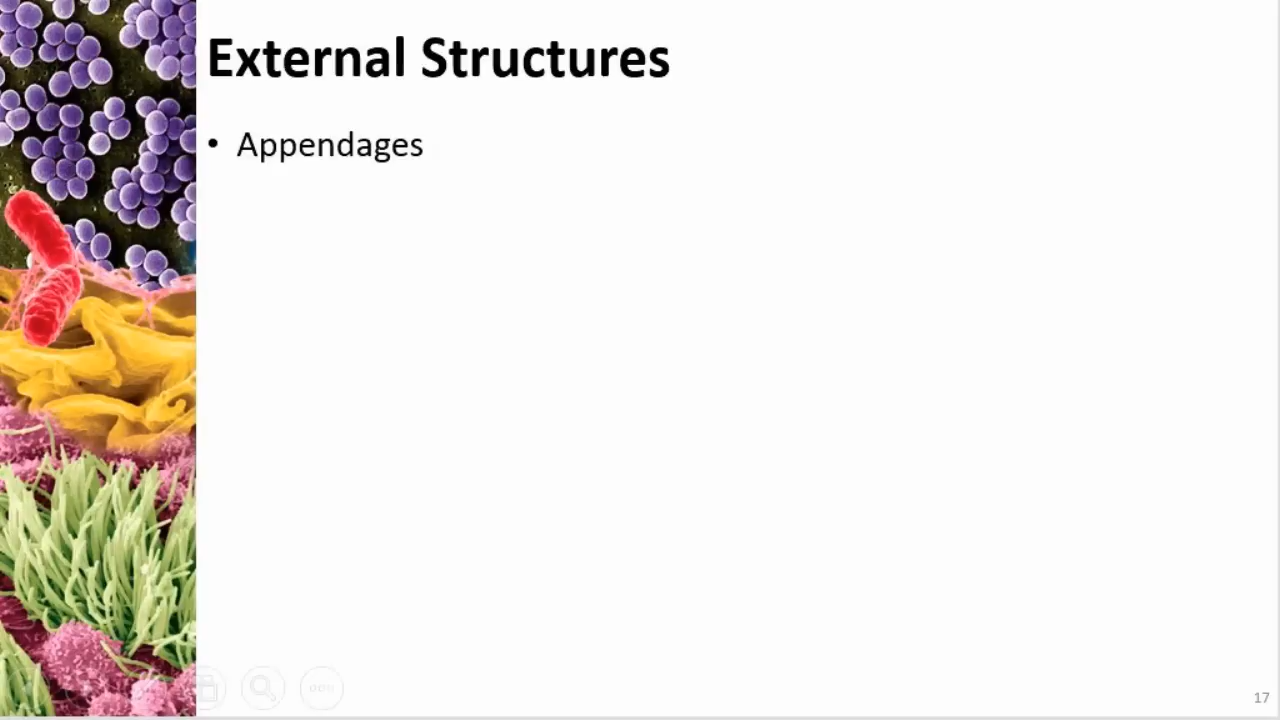 External Structures
• Appendages
17